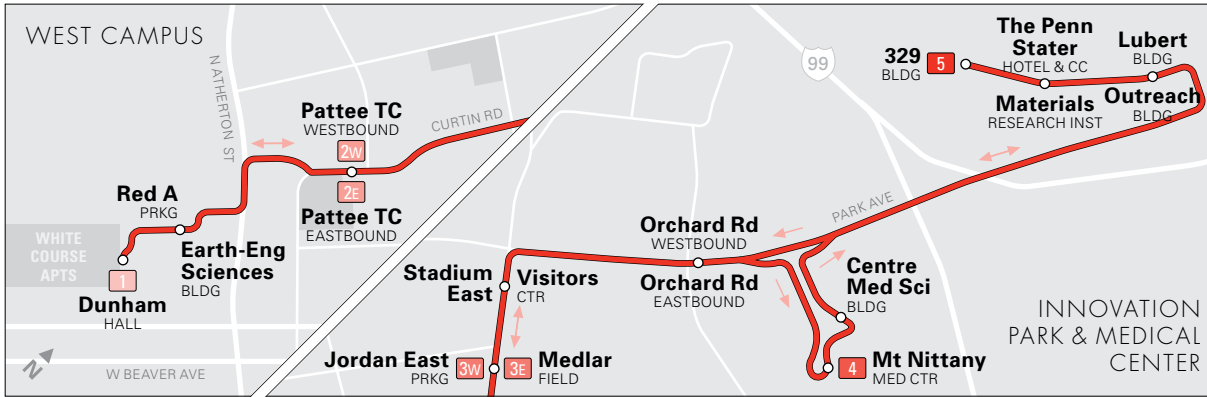 WEST CAMPUS
N ATHERTON ST
Pattee TC
WESTBOUND
2W
CURTIN RD
2E
Pattee TC
EASTBOUND
Red A
PRKG
WHITE
COURSE
APTS
1
Dunham
HALL
Earth-Eng
Sciences
BLDG
N
W BEAVER AVE
99
329
BLDG
5
The Penn
Stater
HOTEL & CC
Lubert
BLDG
Materials
RESEARCH INST
Outreach
BLDG
PARK AVE
Orchard Rd
WESTBOUND
Orchard Rd
EASTBOUND
Stadium
East
Visitors
CTR
Centre
Med Sci
BLDG
Jordan East
PRKG
3W
3E
Medlar
FIELD
4
Mt Nittany
MED CTR
INNOVATION
PARK & MEDICAL
CENTER